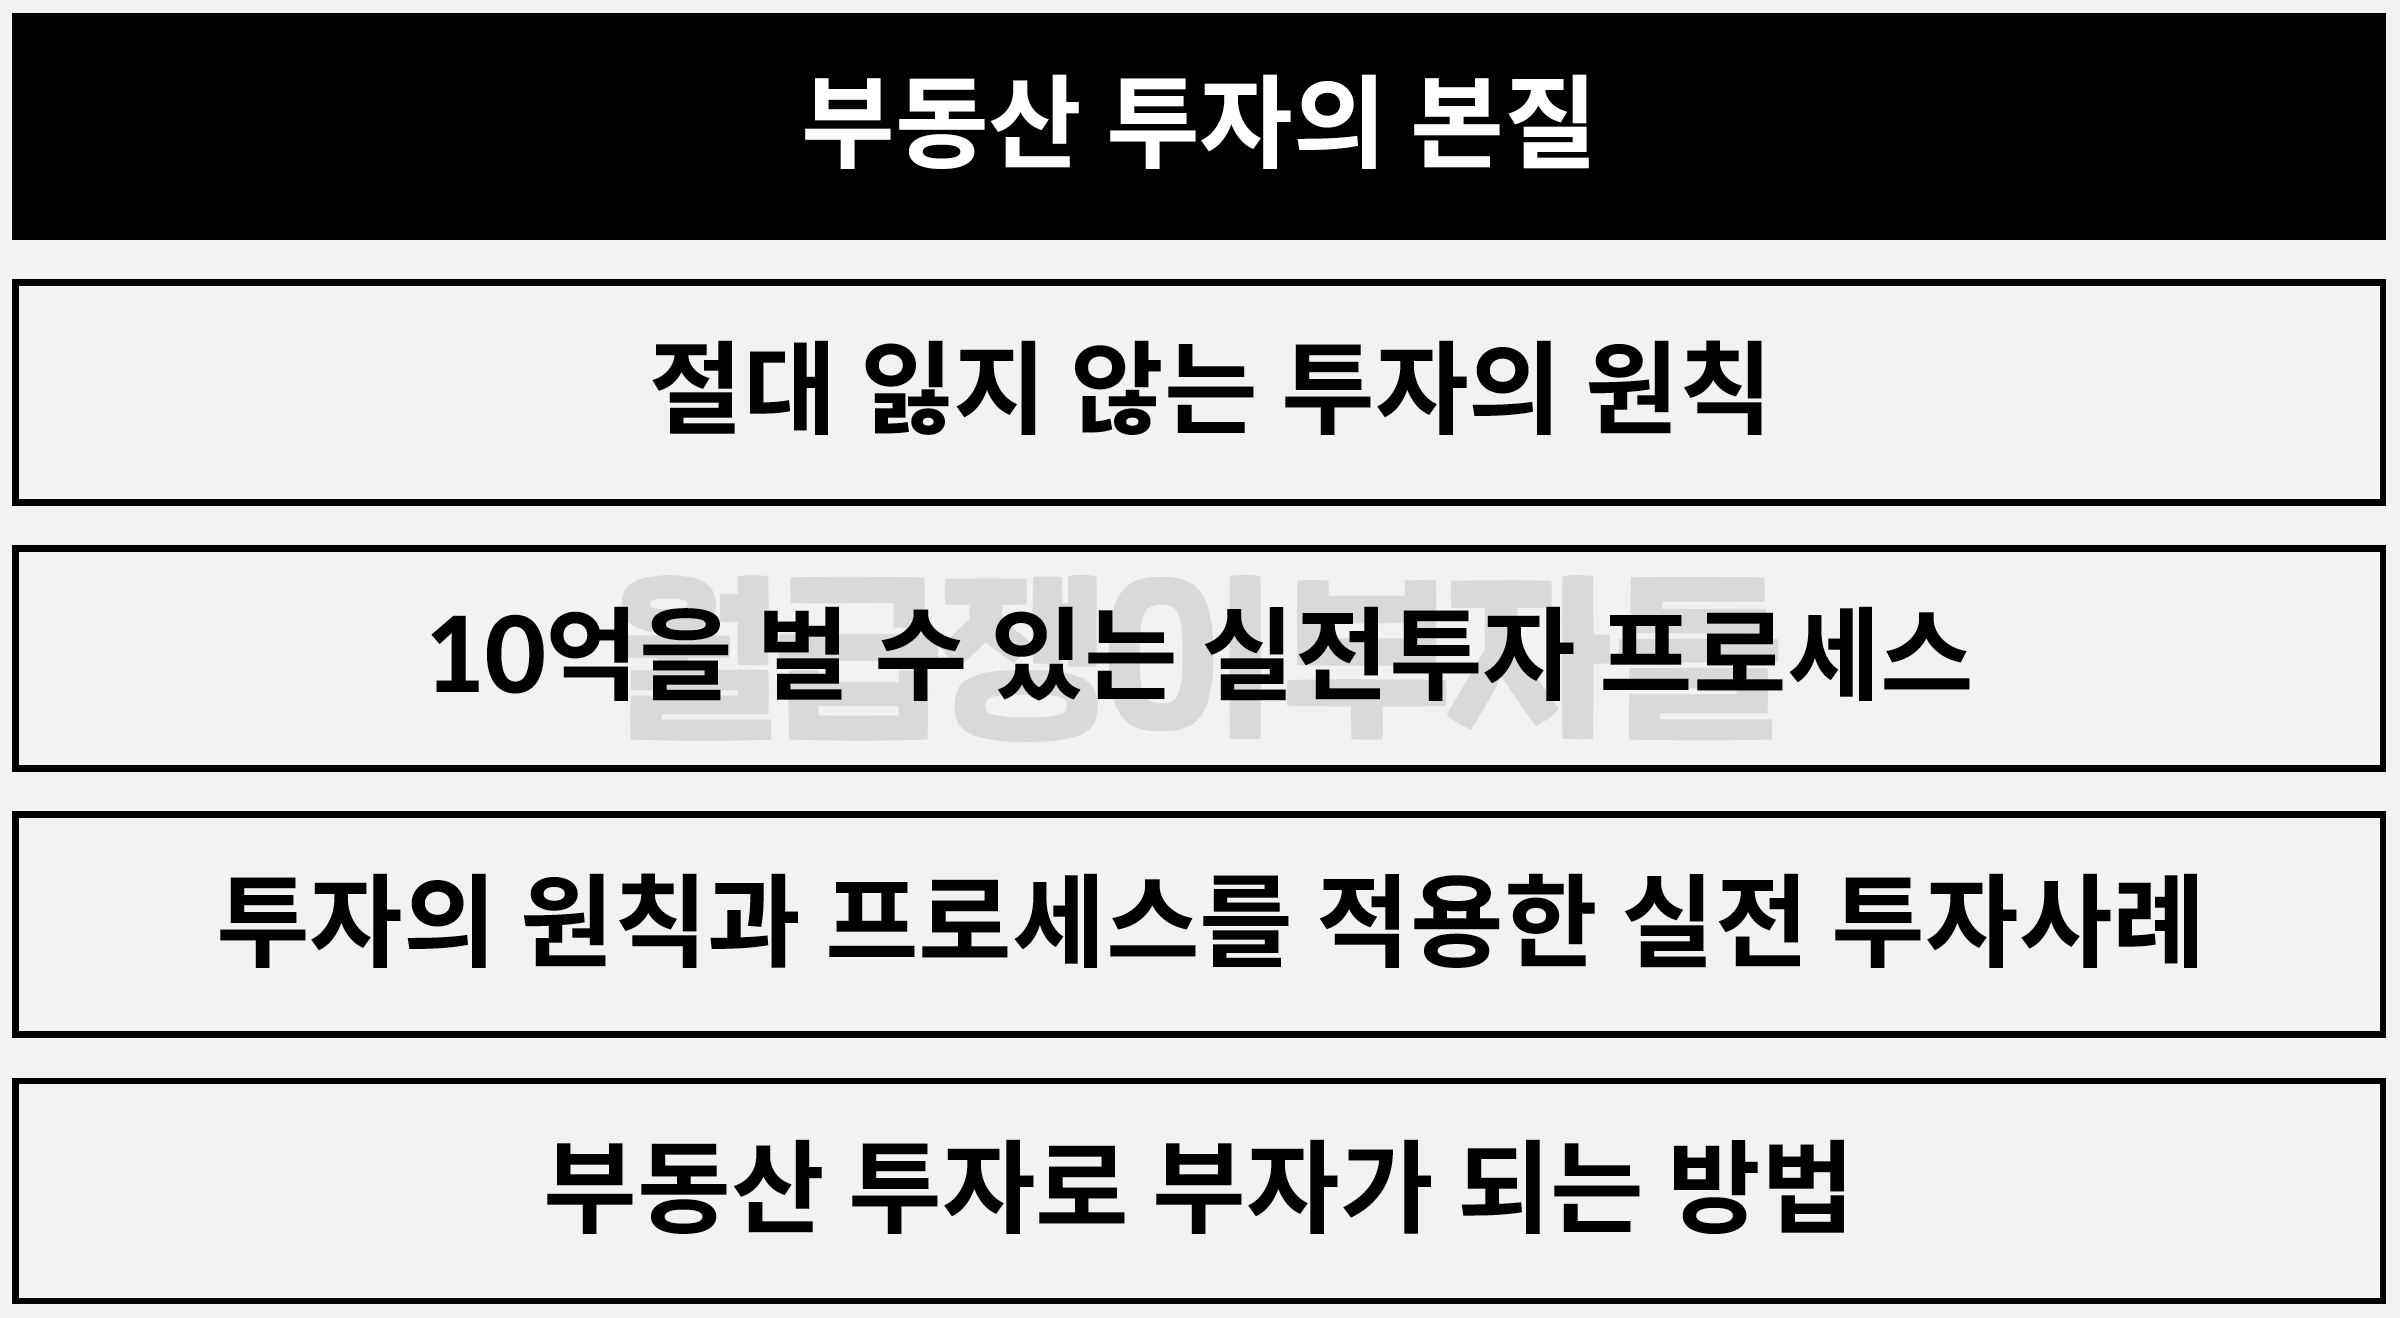 부동산 투자의 본질
절대 잃지 않는 투자의 원칙
월급쟁이부자들
10억을 벌 수 있는 실전투자 프로세스
투자의 원칙과 프로세스를 적용한 실전 투자사례
부동산 투자로 부자가 되는 방법